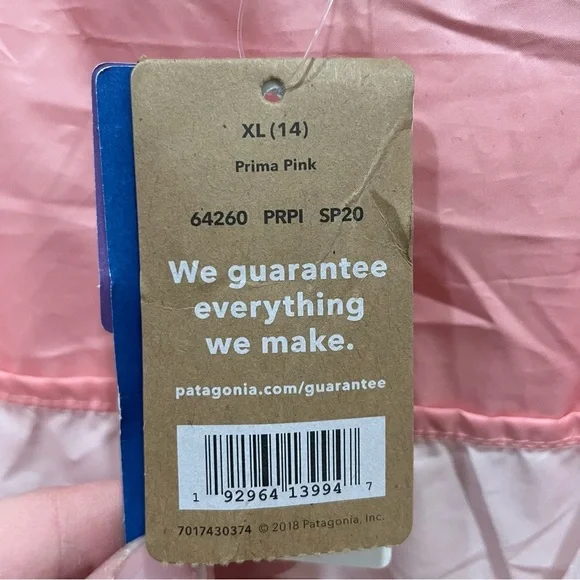 XL (14)
Prima Pink
64260 PRPI SP20
We guarantee
everything
we make.
patagonia.com/guarantee
1 92964 13994 7
7017430374 © 2018 Patagonia, Inc.